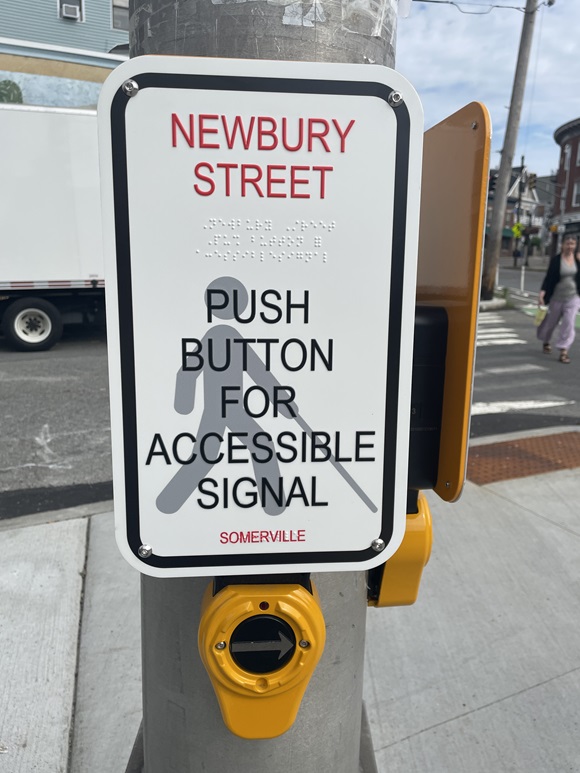 NEWBURY
STREET
PUSH
BUTTON
FOR
ACCESSIBLE
SIGNAL
SOMERVILLE